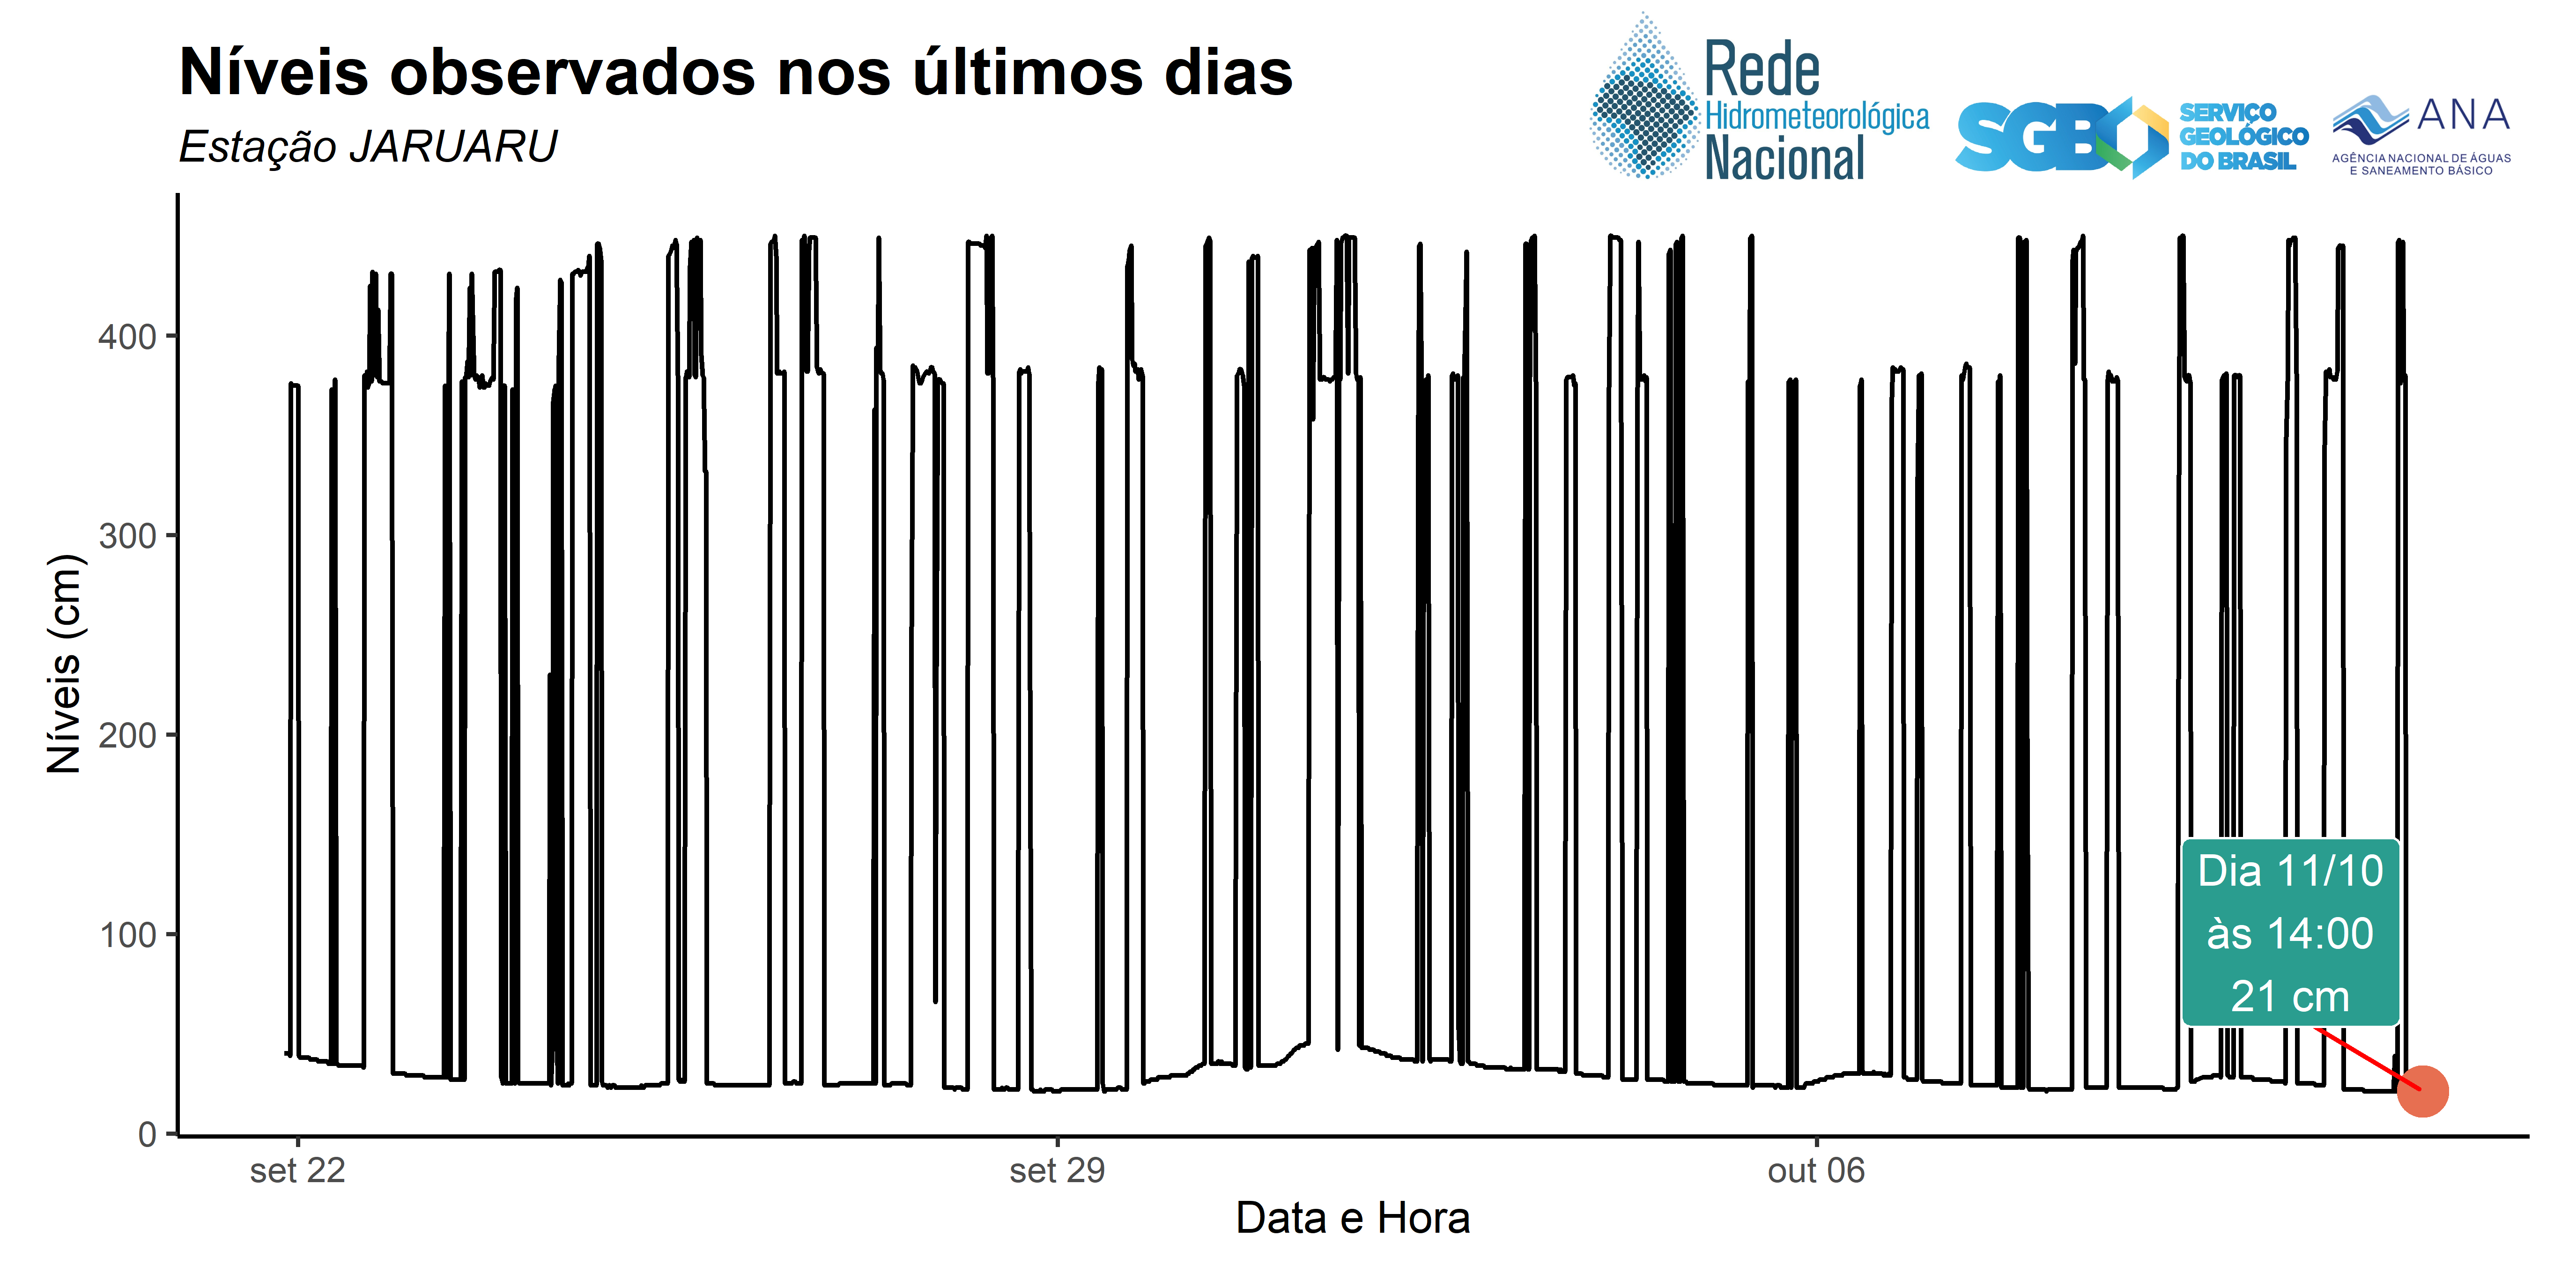 Níveis observados nos últimos dias
Estação JARUARU
Rede
Hidrometeorológica
Nacional
SGB
SERVIÇO
GEOLÓGICO
DO BRASIL
ANA
AGÊNCIA NACIONAL DE ÁGUAS
E SANEAMENTO BÁSICO
Níveis (cm)
400
300
200
100
0
Dia 11/10
às 14:00
21 cm
set 22
set 29
out 06
Data e Hora